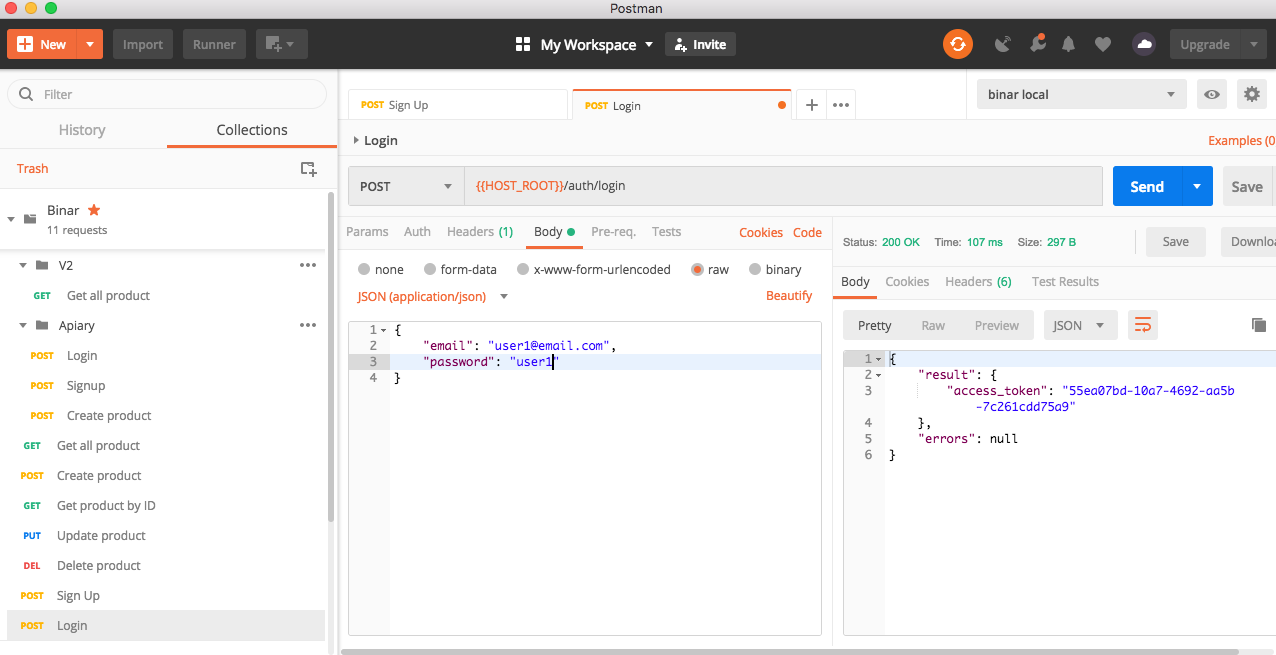 Postman
New
Import
Runner
My Workspace
Invite
Upgrade
Filter
History
Collections
Trash
Binar
11 requests
V2
GET Get all product
Apiary
POST Login
POST Signup
POST Create product
GET Get all product
POST Create product
GET Get product by ID
PUT Update product
DEL Delete product
POST Sign Up
POST Login
POST Sign Up
POST Login
binar local
Login
Examples (0
POST
{{HOST_ROOT}}/auth/login
Send
Save
Params Auth Headers (1) Body Pre-req. Tests Cookies Code
none form-data x-www-form-urlencoded raw binary
JSON (application/json)
Beautify
1 {
2 "email": "user1@email.com",
3 "password": "user1"
4 }
Status: 200 OK Time: 107 ms Size: 297 B
Save
Downloa
Body Cookies Headers (6) Test Results
Pretty Raw Preview JSON
1 {
2 "result": {
3 "access_token": "55ea07bd-10a7-4692-aa5b
-7c261cdd75a9"
4 },
5 "errors": null
6 }